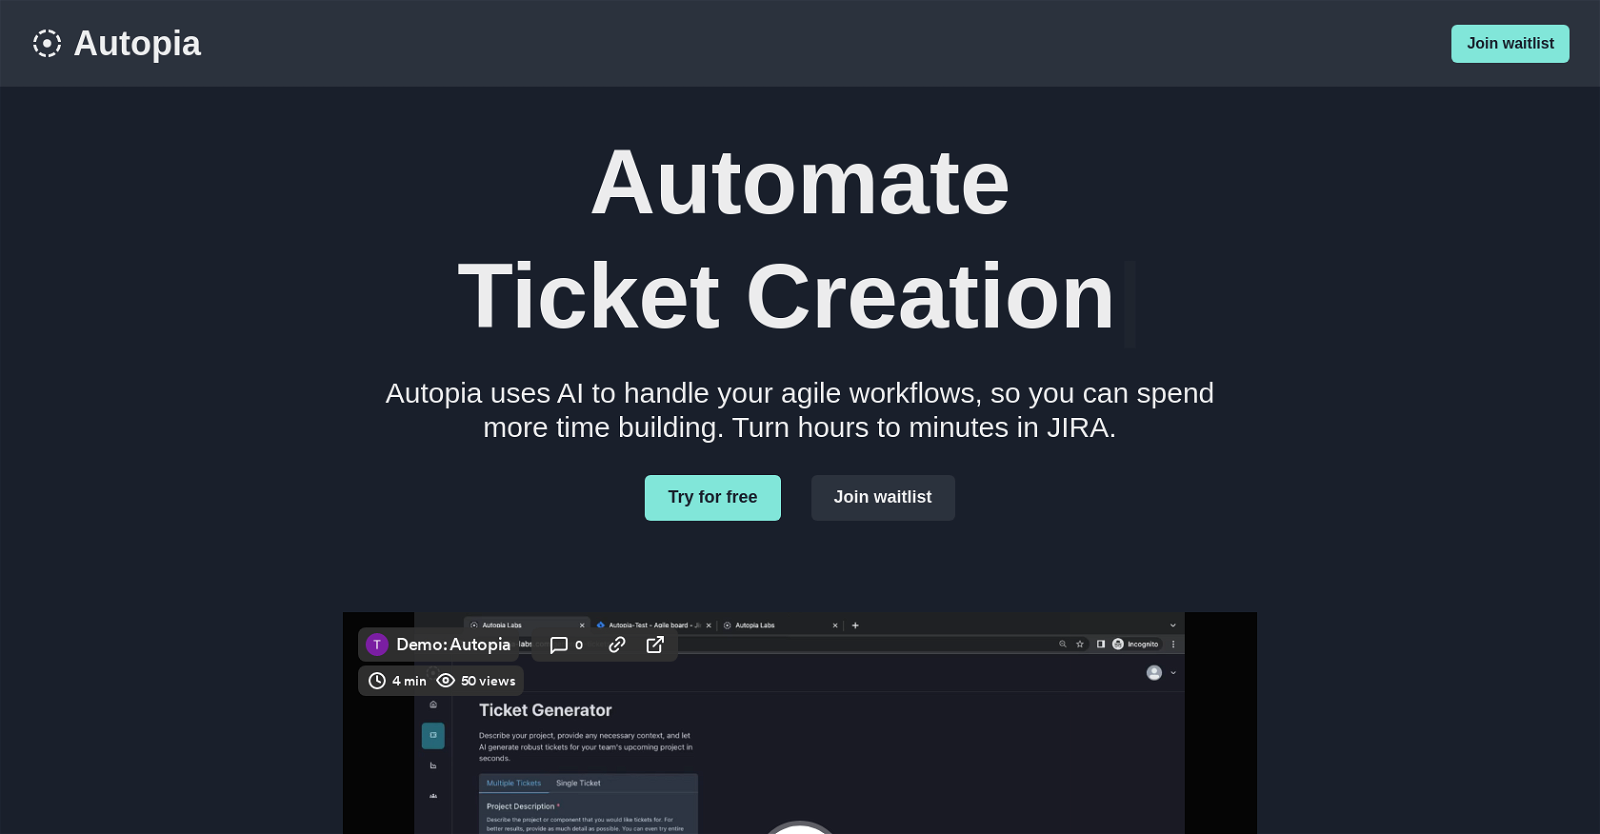 Autopia
Join waitlist
Automate
Ticket Creation
Autopia uses AI to handle your agile workflows, so you can spend
more time building. Turn hours to minutes in JIRA.
Try for free
Join waitlist
Autopia Labs
Autopia-Test - Agile board -
Autopia Labs
Demo: Autopia
0
Incognito
4 min
50 views
Ticket Generator
Describe your project, provide any necessary context, and let
AI generate robust tickets for your team's upcoming project in
seconds.
Multiple Tickets
Single Ticket
Project Description *
Describe the project or component that you would like tickets for. For
better results, provide as much detail as possible. You can even try entire